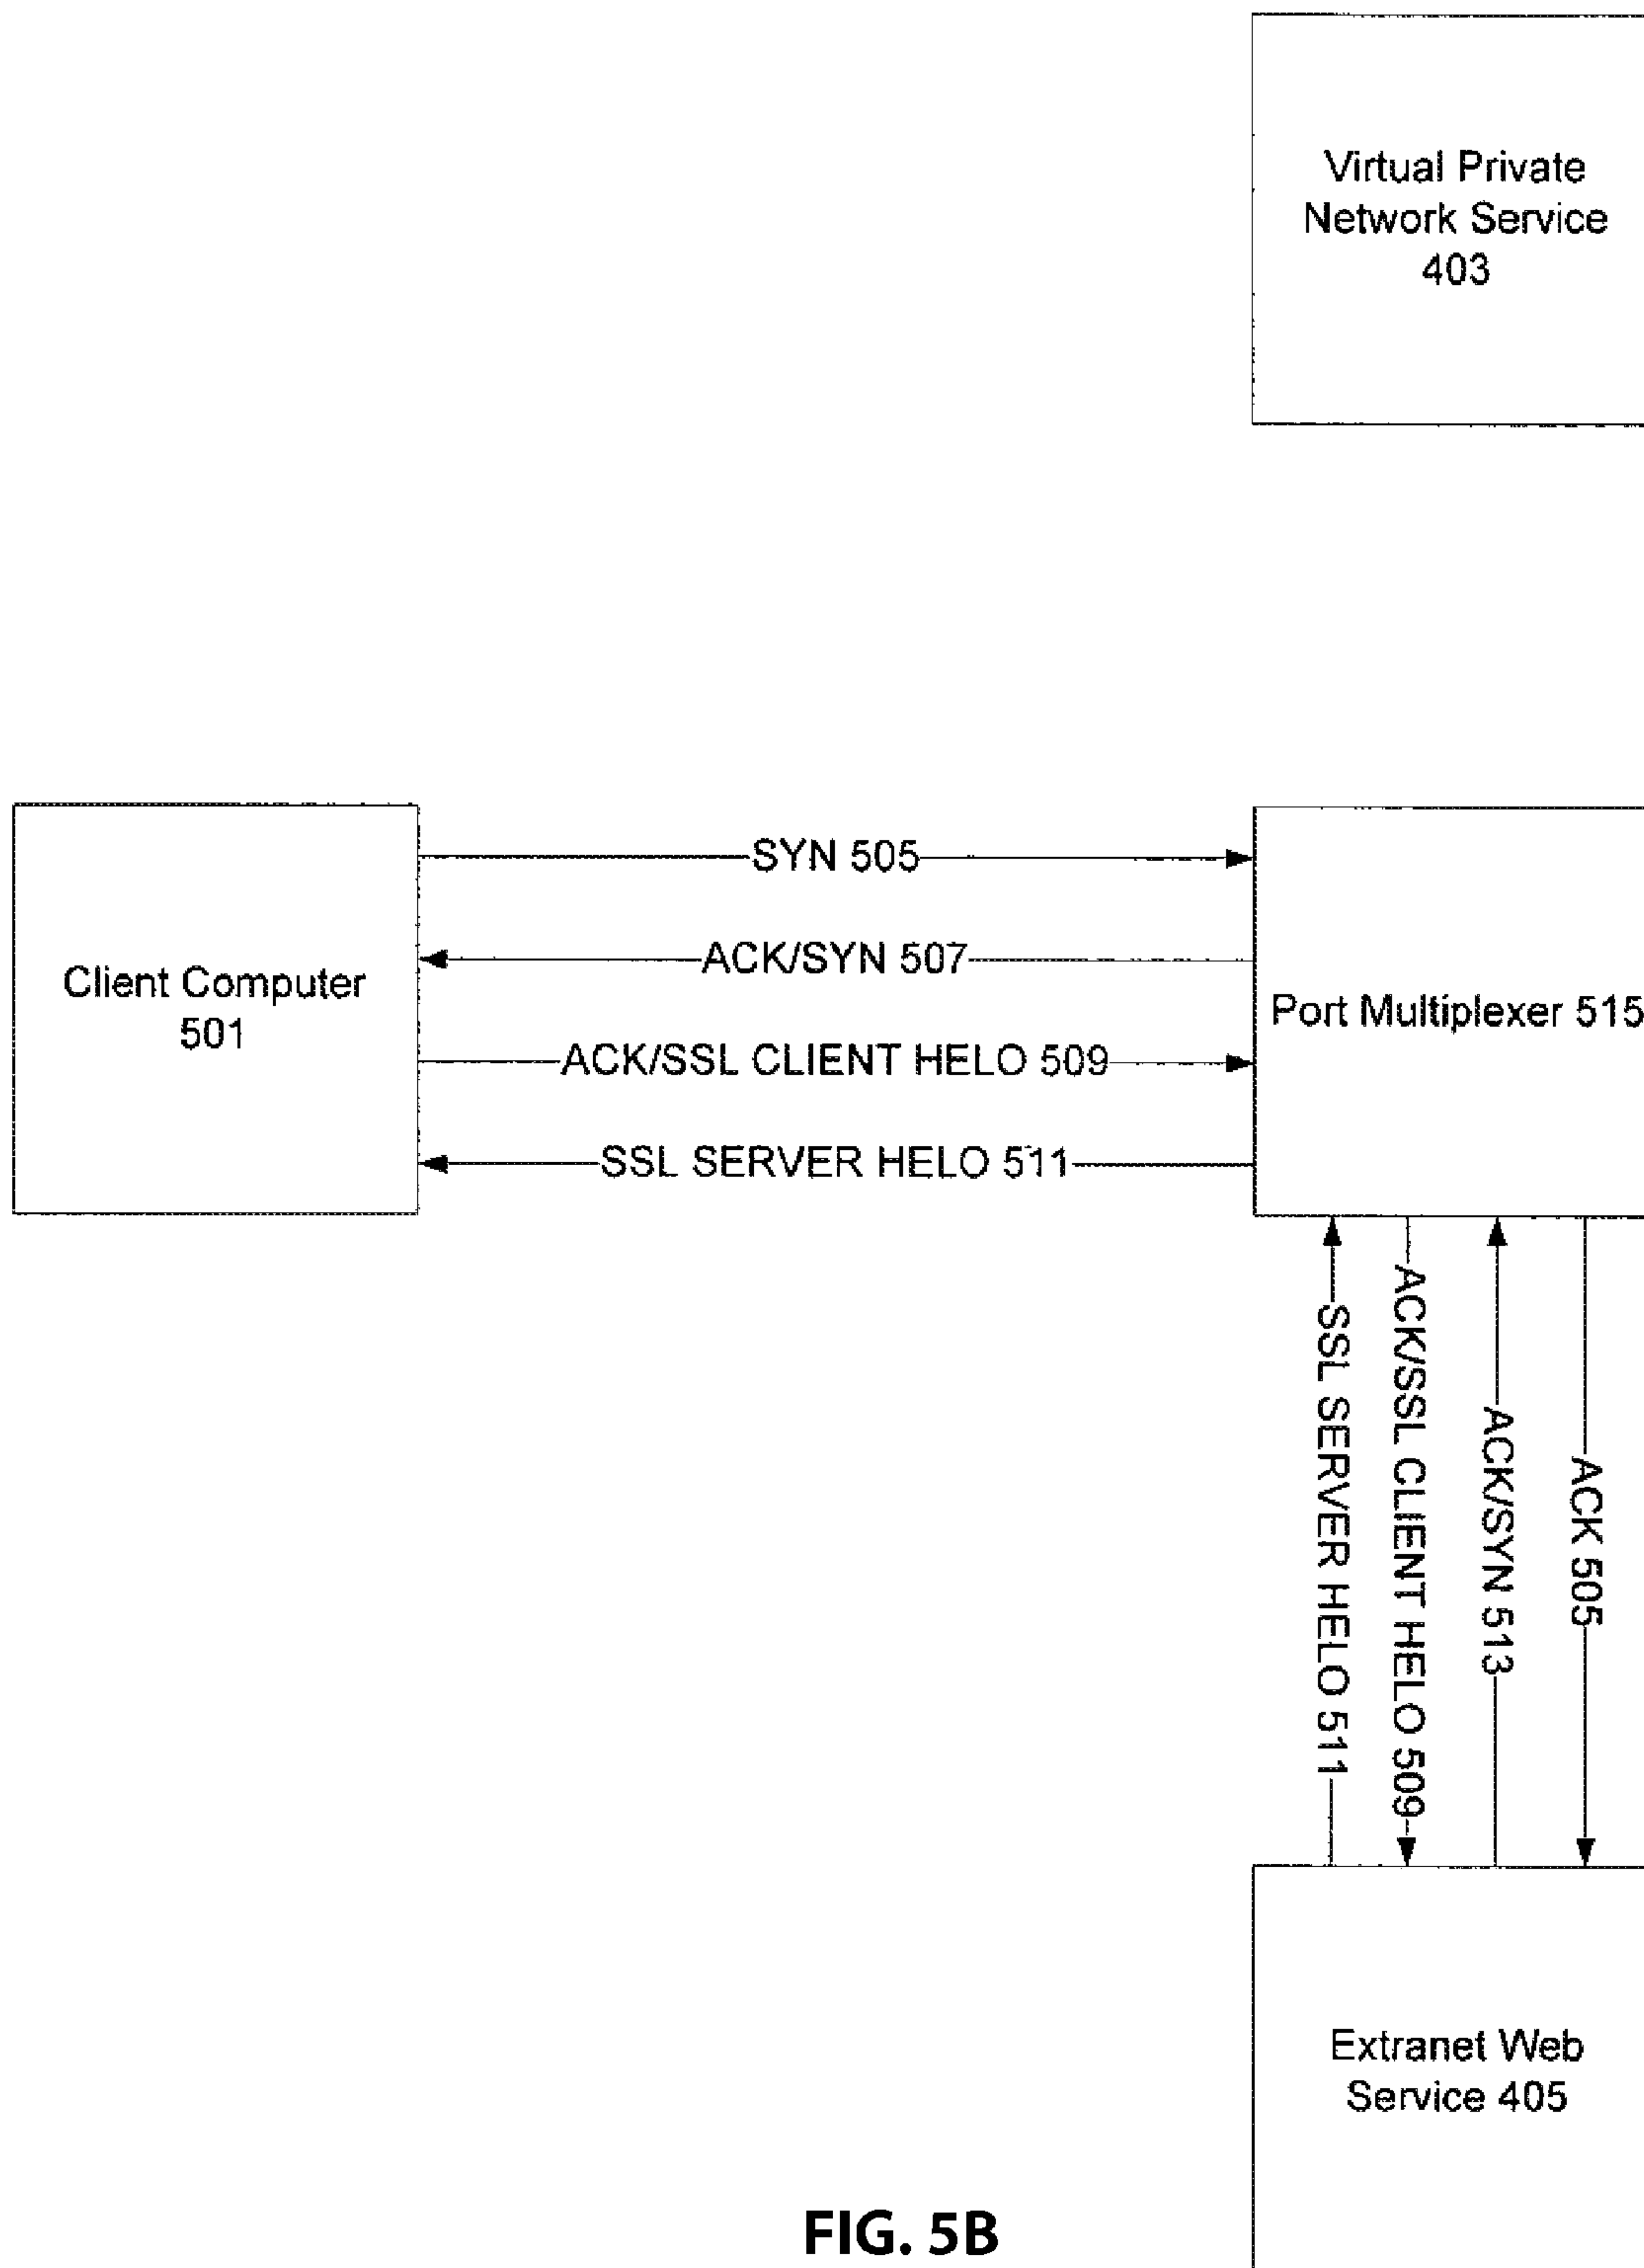 Virtual Private
Network Service
403
Client Computer
501
SYN 505
ACK/SYN 507
ACK/SSL CLIENT HELO 509
SSL SERVER HELO 511
Port Multiplexer 515
SSL SERVER HELO 511
ACK/SSL CLIENT HELO 509
ACK/SYN 513
ACK 505
Extranet Web
Service 405
FIG. 5B